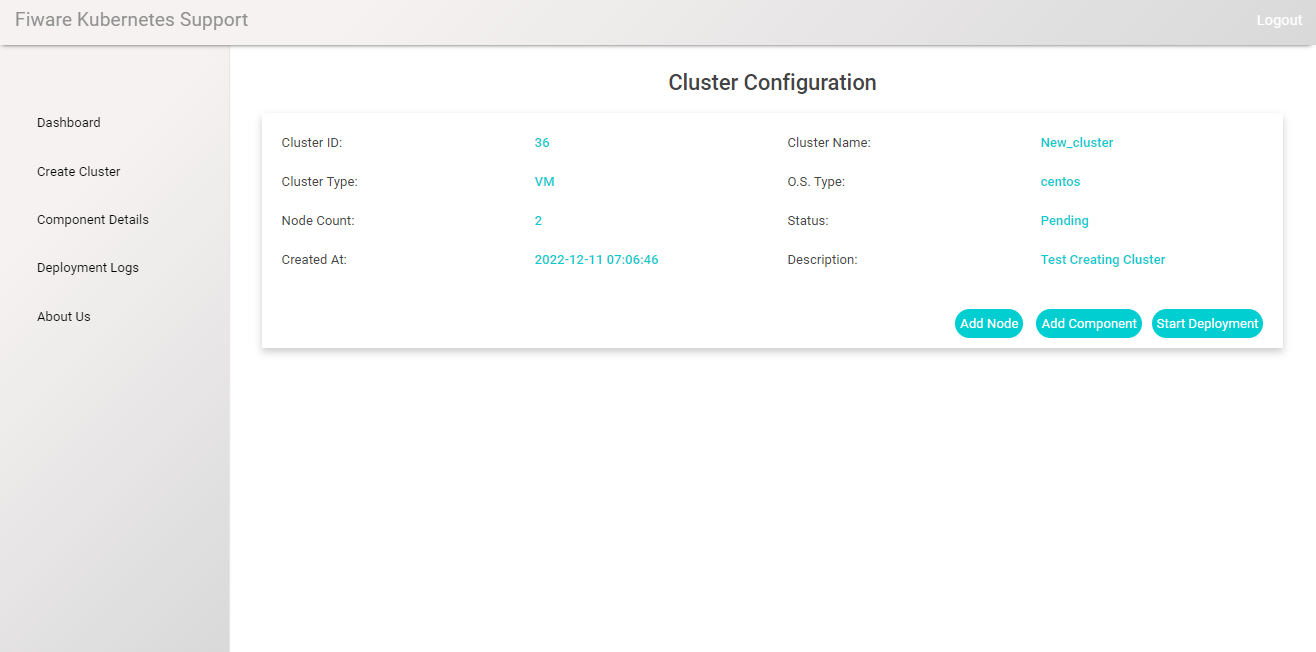 Fiware Kubernetes Support
Logout
Dashboard
Create Cluster
Component Details
Deployment Logs
About Us
Cluster Configuration
Cluster ID: 36 Cluster Name: New_cluster
Cluster Type: VM O.S. Type: centos
Node Count: 2 Status: Pending
Created At: 2022-12-11 07:06:46 Description: Test Creating Cluster
Add Node Add Component Start Deployment